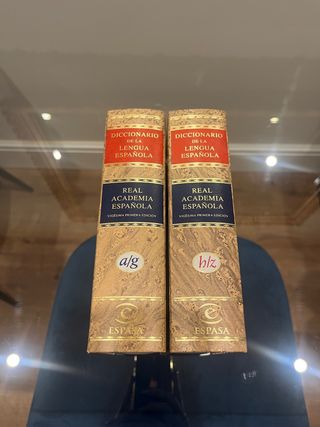 DICCIONARIO
DE LA
LENGUA
ESPAÑOLA
REAL
ACADEMIA
ESPAÑOLA
VIGÉSIMA PRIMERA EDICIÓN
a/g
ESPASA
DICCIONARIO
DE LA
LENGUA
ESPAÑOLA
REAL
ACADEMIA
ESPAÑOLA
VIGÉSIMA PRIMERA EDICIÓN
h/z
ESPASA